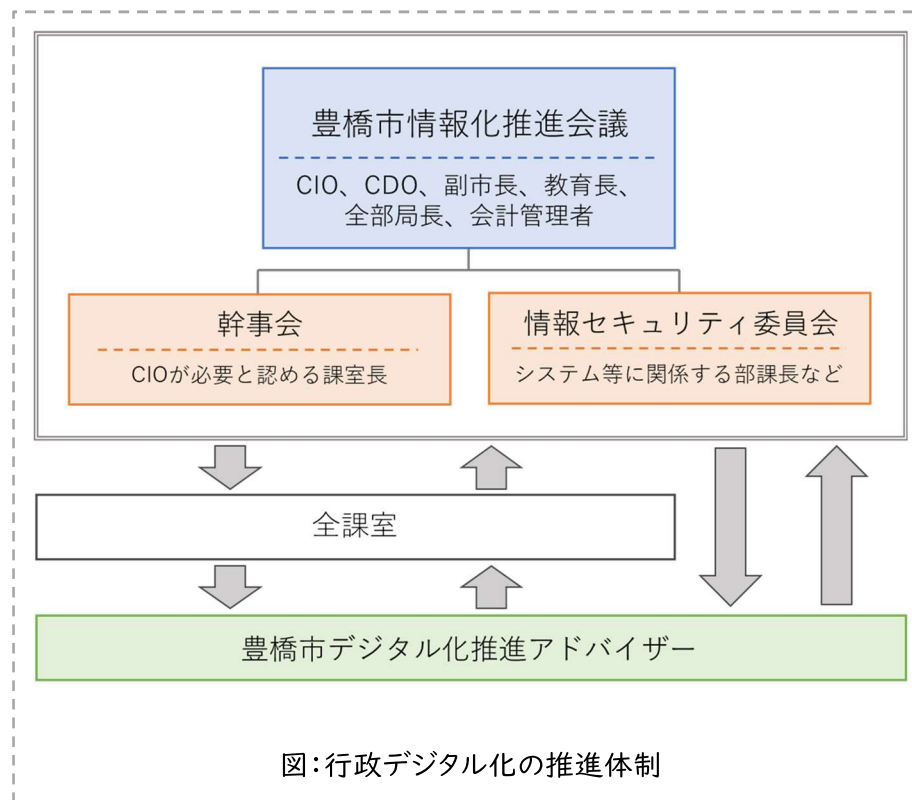 豊橋市情報化推進会議
CIO、CDO、副市長、教育長、
全部局長、会計管理者
幹事会
CIOが必要と認める課室長
情報セキュリティ委員会
システム等に関係する部課長など
全課室
豊橋市デジタル化推進アドバイザー
図：行政デジタル化の推進体制